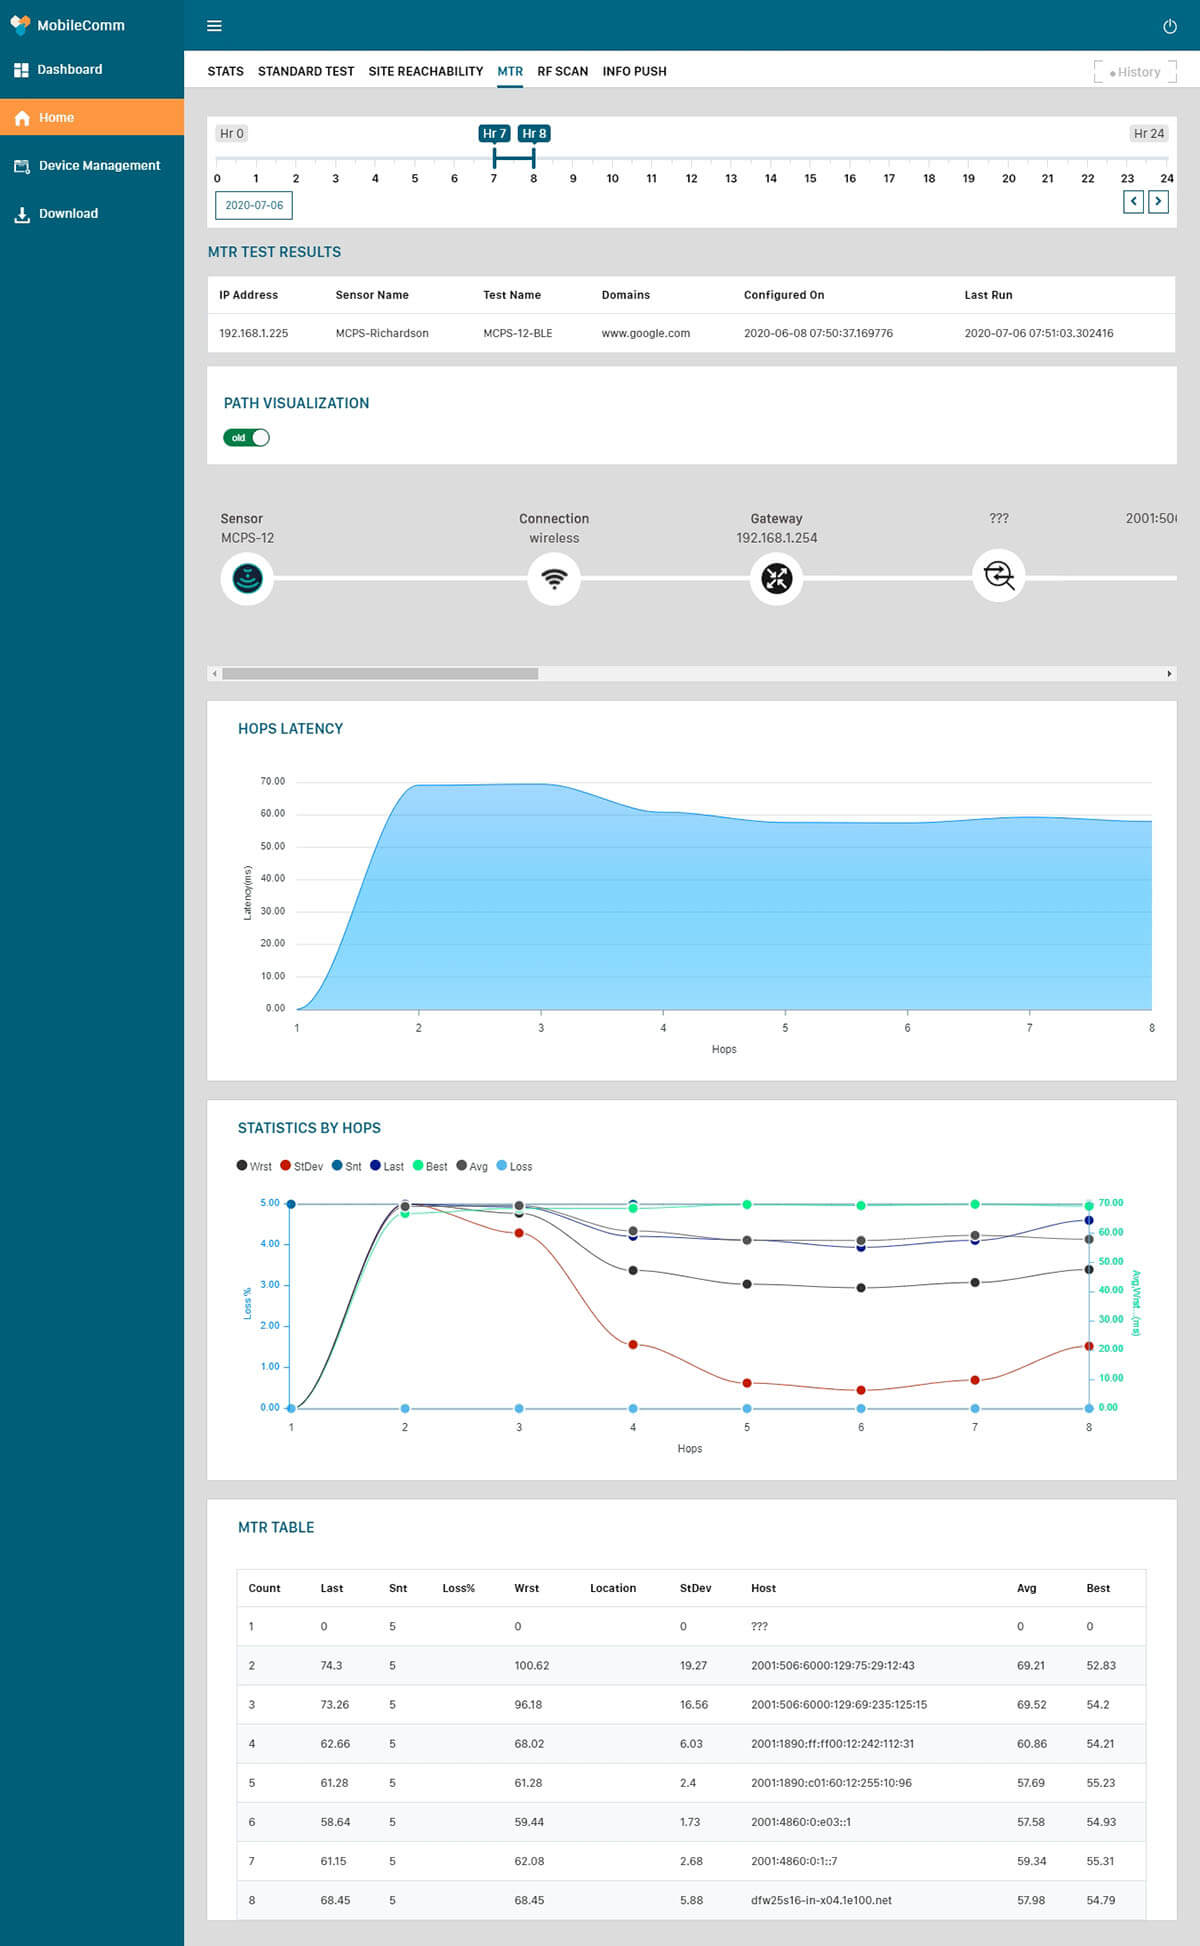 MobileComm
Dashboard
Home
Device Management
Download
STATS STANDARD TEST SITE REACHABILITY MTR RF SCAN INFO PUSH
History
Hr 0 Hr 7 Hr 8 Hr 24
0 1 2 3 4 5 6 7 8 9 10 11 12 13 14 15 16 17 18 19 20 21 22 23 24
2020-07-06
MTR TEST RESULTS
IP Address Sensor Name Test Name Domains Configured On Last Run
192.168.1.225 MCPS-Richardson MCPS-12-BLE www.google.com 2020-06-08 07:50:37.169776 2020-07-06 07:51:03.302416
PATH VISUALIZATION
old
Sensor Connection Gateway ??? 2001:50
MCPS-12 wireless 192.168.1.254
HOPS LATENCY
70.00
60.00
50.00
40.00
30.00
20.00
10.00
0.00
Latency(ms)
1 2 3 4 5 6 7 8
Hops
STATISTICS BY HOPS
Wrst StDev Snt Last Best Avg Loss
5.00
4.00
3.00
2.00
1.00
0.00
Loss %
70.00
60.00
50.00
40.00
30.00
20.00
10.00
0.00
Avg,Wrst...(ms)
1 2 3 4 5 6 7 8
Hops
MTR TABLE
Count Last Snt Loss% Wrst Location StDev Host Avg Best
1 0 5 0 0 ??? 0 0
2 74.3 5 100.62 19.27 2001:506:6000:129:75:29:12:43 69.21 52.83
3 73.26 5 96.18 16.56 2001:506:6000:129:69:235:125:15 69.52 54.2
4 62.66 5 68.02 6.03 2001:1890:ff:ff00:12:242:112:31 60.86 54.21
5 61.28 5 61.28 2.4 2001:1890:c01:60:12:255:10:96 57.69 55.23
6 58.64 5 59.44 1.73 2001:4860:0:e03::1 57.58 54.93
7 61.15 5 62.08 2.68 2001:4860:0:1::7 59.34 55.31
8 68.45 5 68.45 5.88 dfw25s16-in-x04.1e100.net 57.98 54.79